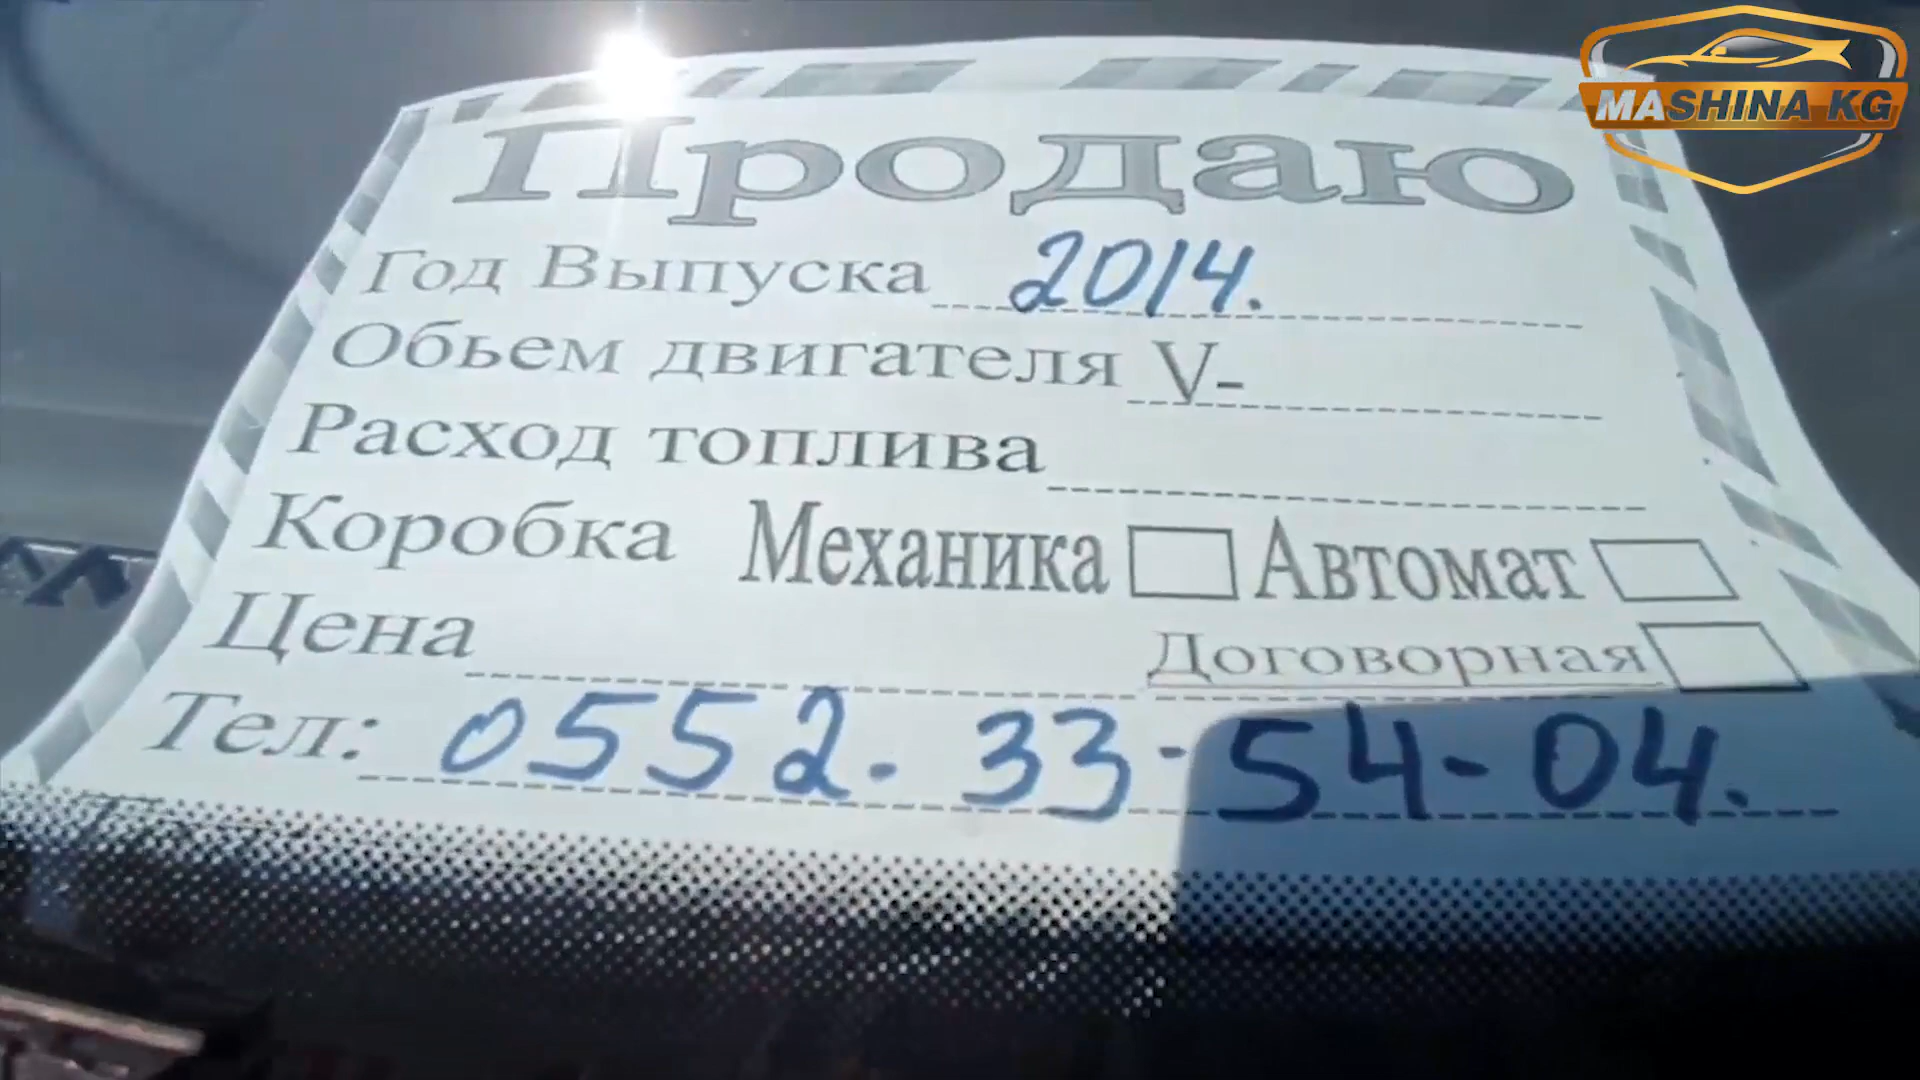 MASHINA KG
Продаю
Год Выпуска 2014.
Обьем двигателя V-
Расход топлива
Коробка Механика Автомат
Цена Договорная
Тел: 0552. 33-54-04.